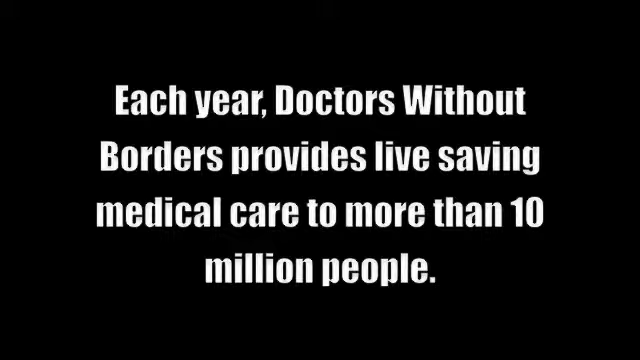 Each year, Doctors Without
Borders provides live saving
medical care to more than 10
million people.